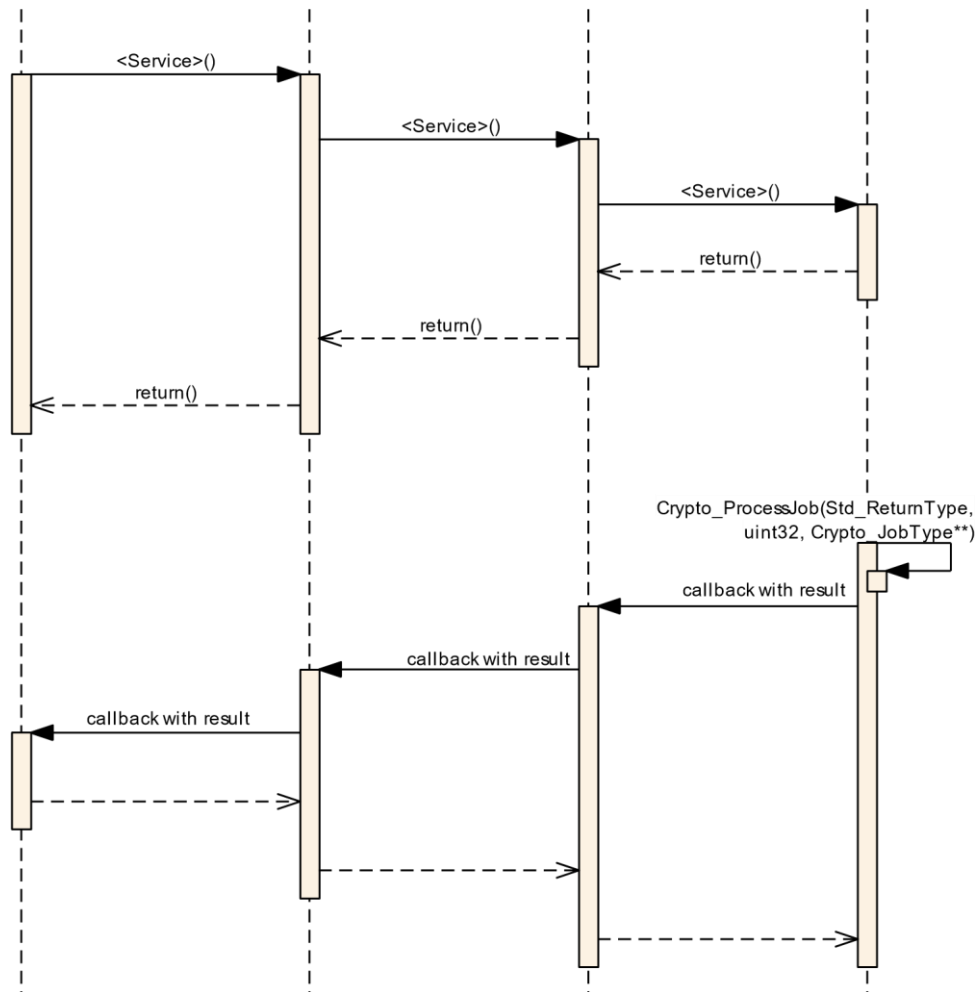 <Service>()
<Service>()
<Service>()
return()
return()
return()
Crypto_ProcessJob(Std_ReturnType,
uint32, Crypto_JobType**)
callback with result
callback with result
callback with result